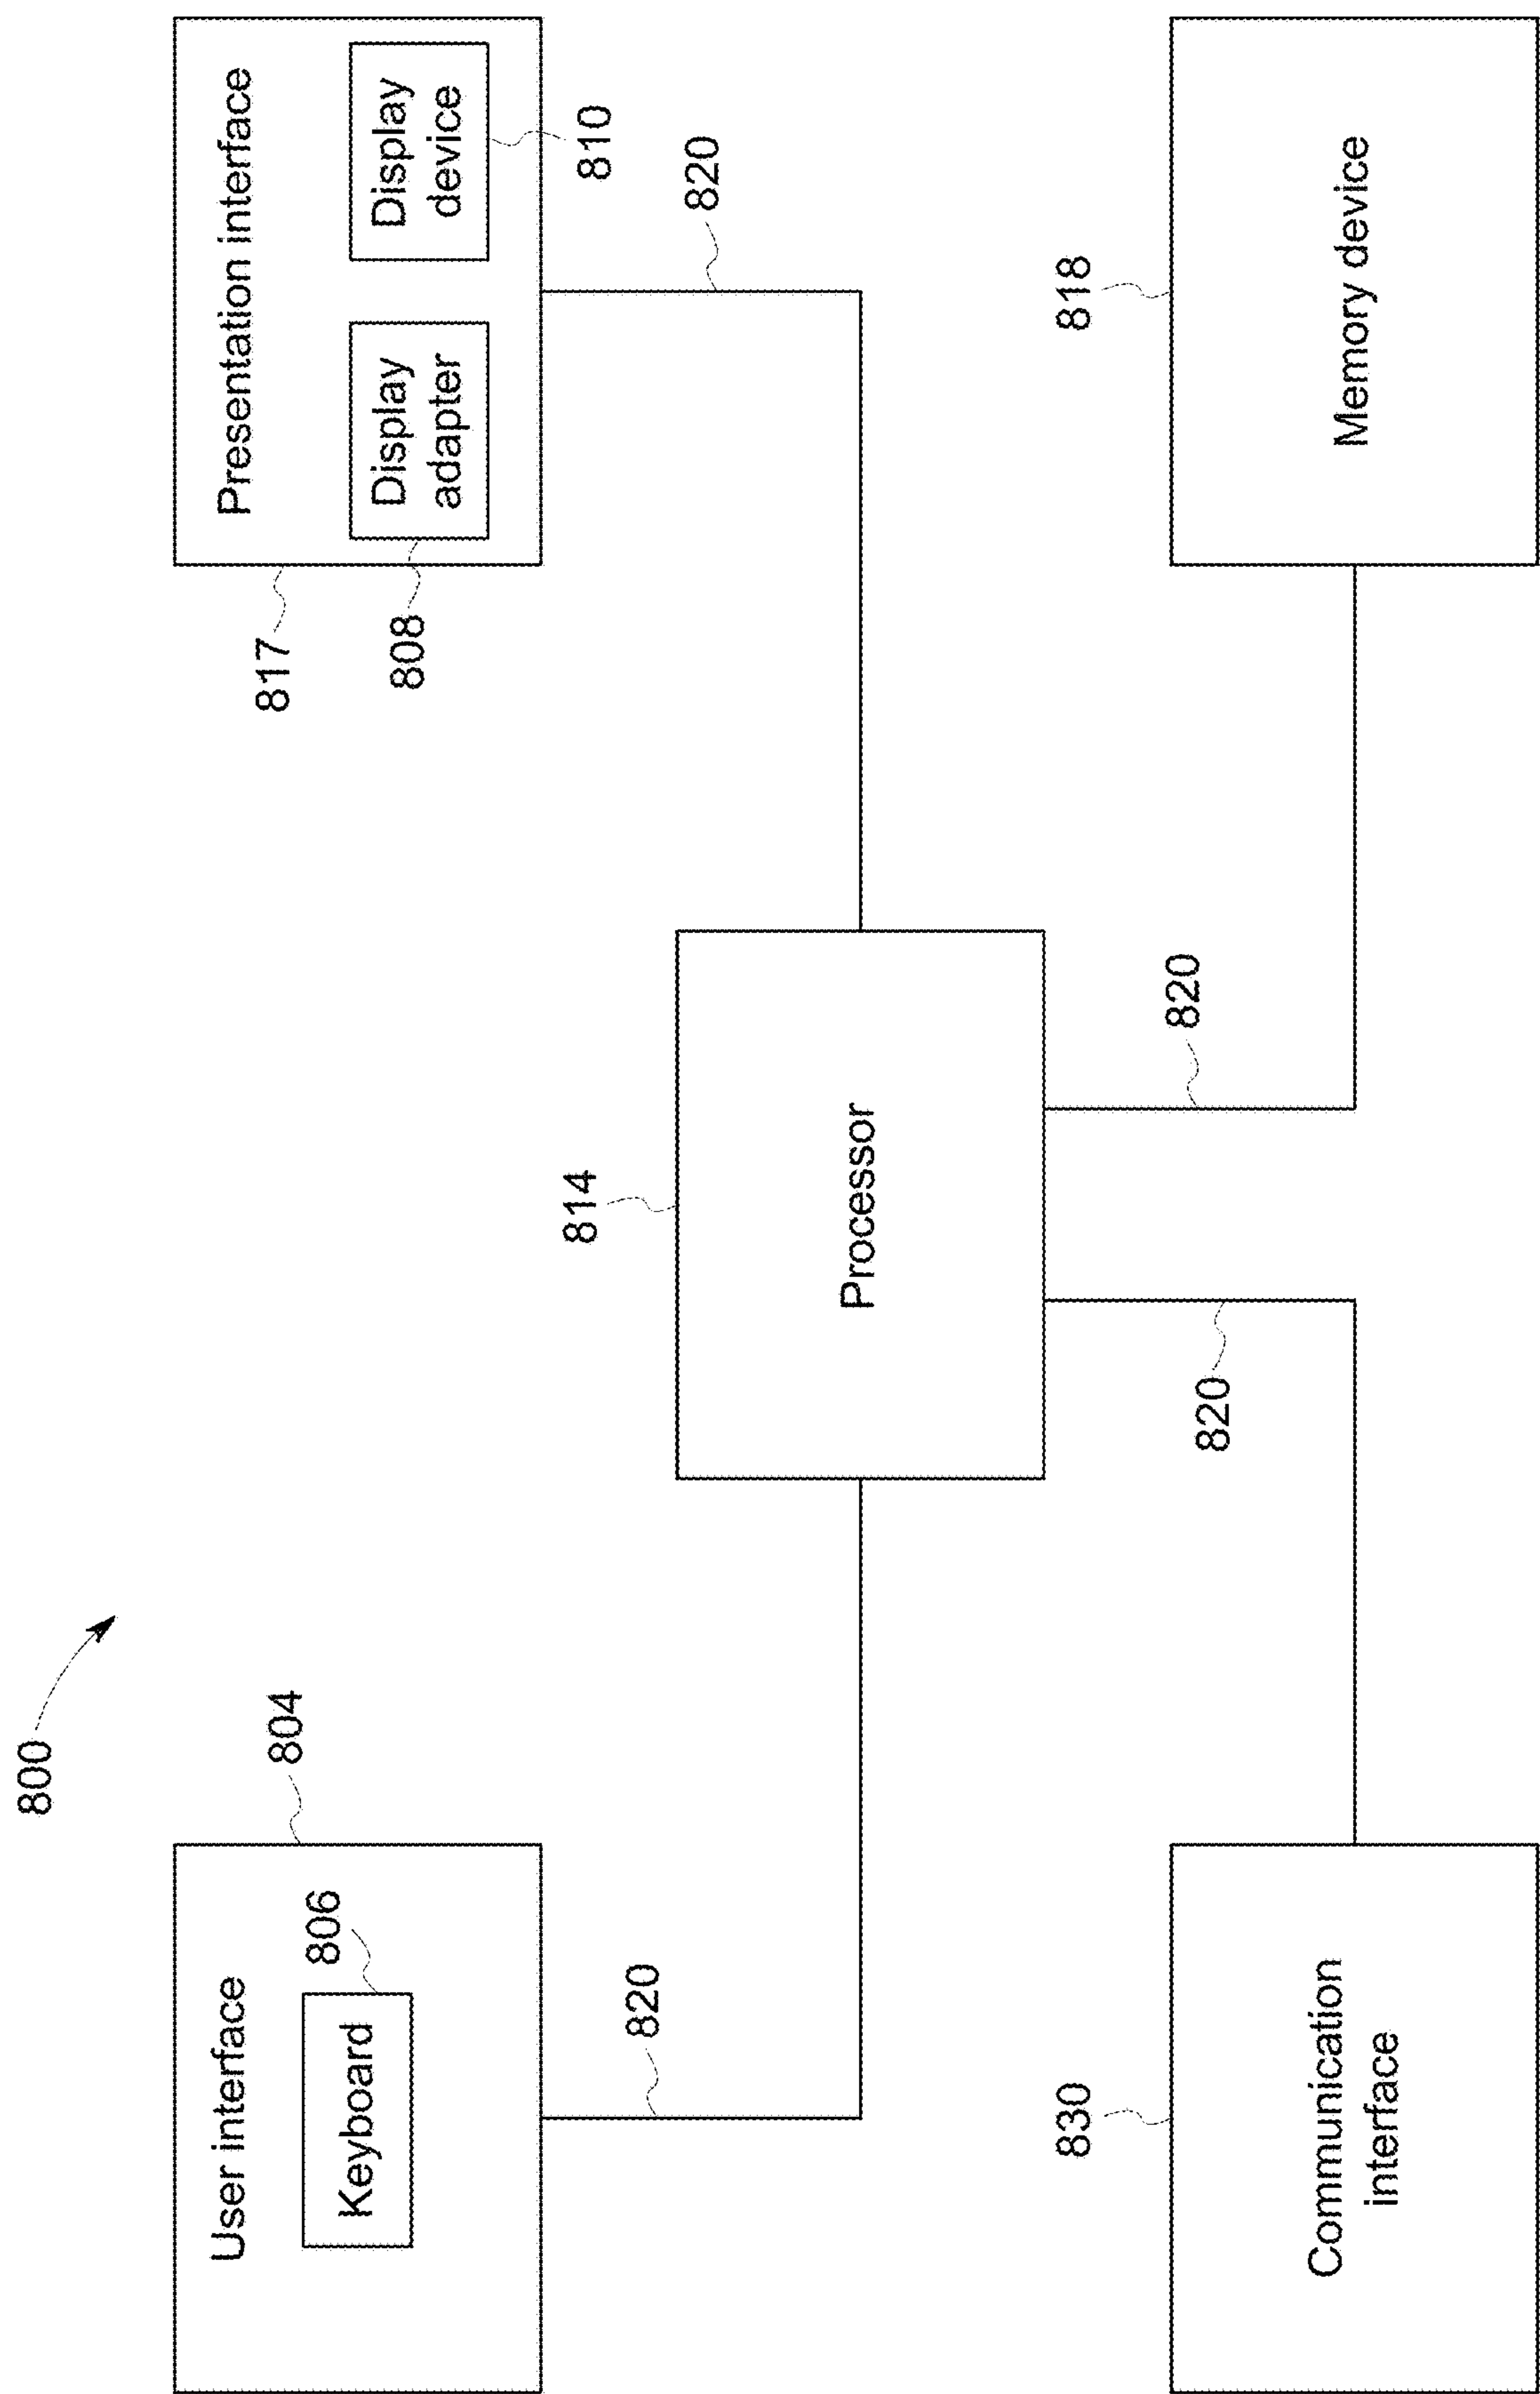 800
User interface
804
Keyboard
806
820
Presentation interface
817
Display
adapter
808
Display
device
810
820
Processor
814
820
820
Communication
interface
830
Memory device
818